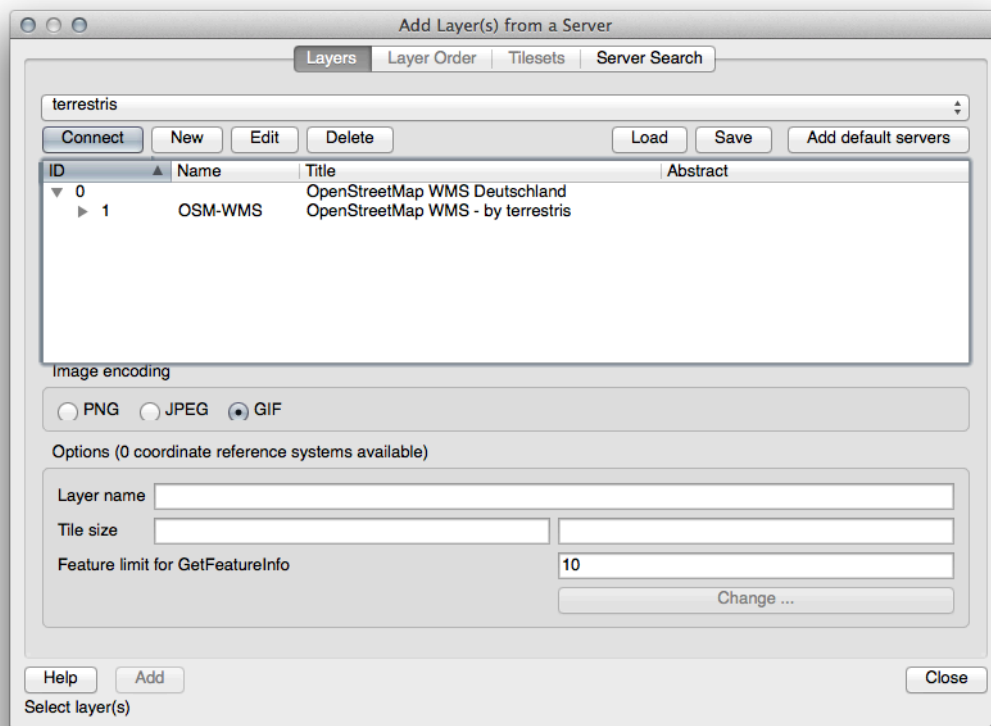 Add Layer(s) from a Server
Layers Layer Order Tilesets Server Search
terrestris
Connect New Edit Delete Load Save Add default servers
ID Name Title Abstract
0 OpenStreetMap WMS Deutschland
1 OSM-WMS OpenStreetMap WMS - by terrestris
Image encoding
PNG JPEG GIF
Options (0 coordinate reference systems available)
Layer name
Tile size
Feature limit for GetFeatureInfo 10
Change ...
Help Add Close
Select layer(s)